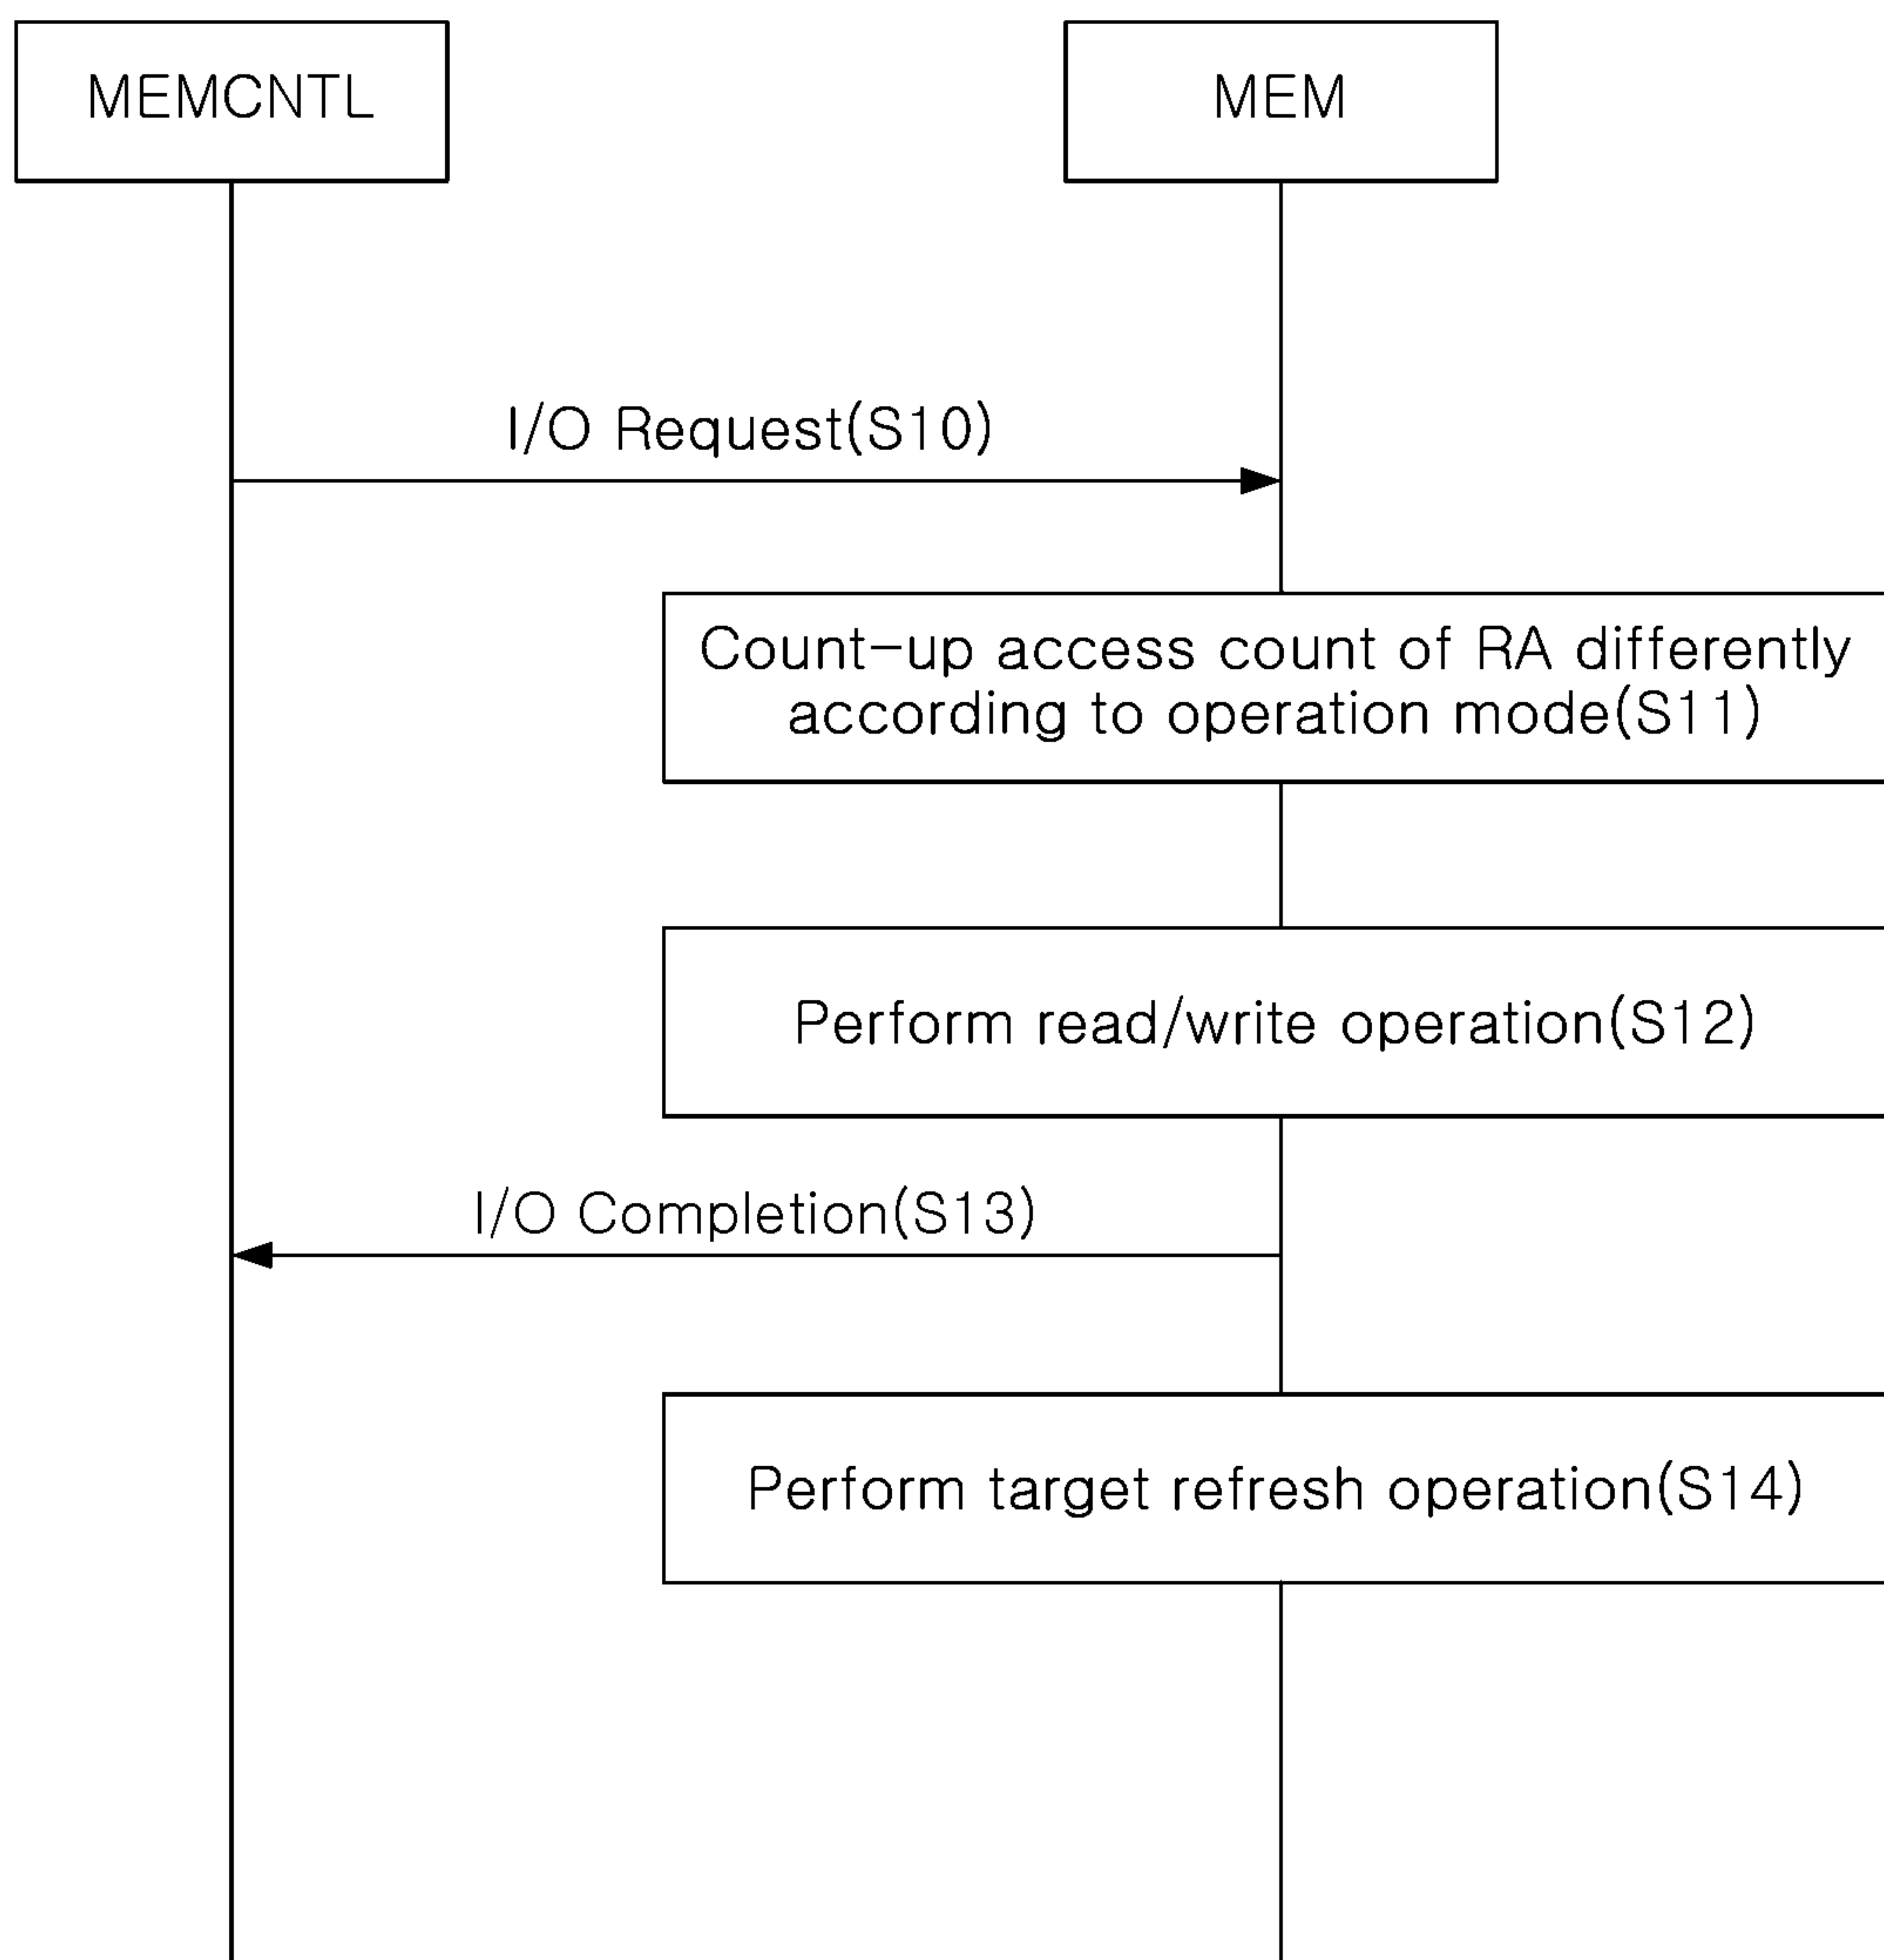 MEMCNTL
MEM
I/O Request(S10)
Count-up access count of RA differently
according to operation mode(S11)
Perform read/write operation(S12)
I/O Completion(S13)
Perform target refresh operation(S14)